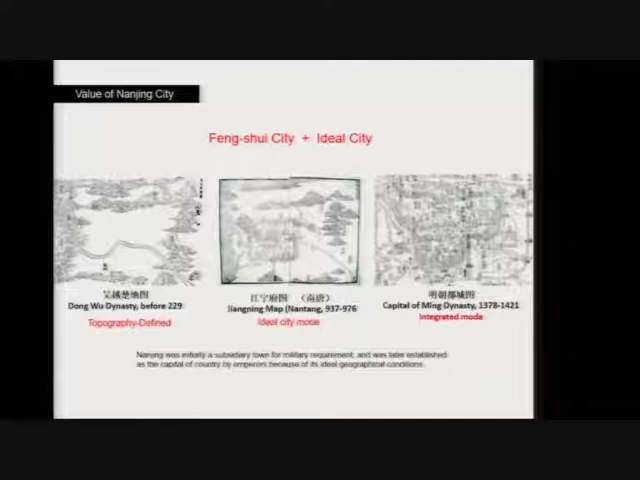 Value of Nanjing City
Feng-shui City + Ideal City
吴越楚地图
Dong Wu Dynasty, before 229
Topography-Defined
江宁府图 （南唐）
Jiangning Map (Nantang, 937-976
Ideal city mode
明朝都城图
Capital of Ming Dynasty, 1378-1421
Integrated mode
Nanjing was initially a subsidiary town for military requirement, and was later established
as the capital of country by emperors because of its ideal geographical conditions.